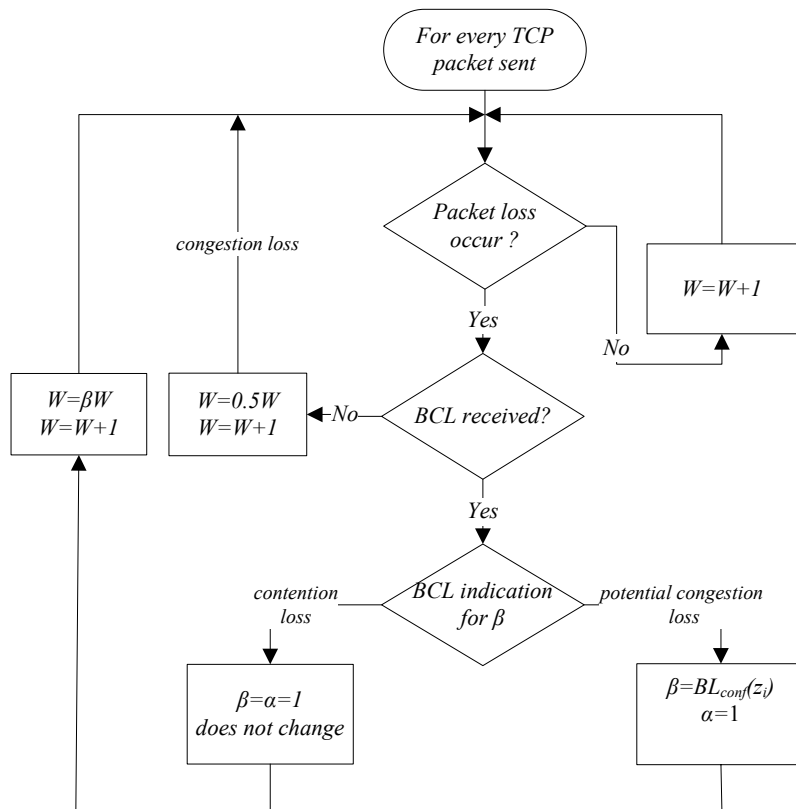 For every TCP
packet sent
Packet loss
occur ?
congestion loss
W=W+1
Yes
No
W=βW
W=W+1
W=0.5W
W=W+1
No
BCL received?
Yes
contention
loss
BCL indication
for β
potential congestion
loss
β=α=1
does not change
β=BLconf(zi)
α=1